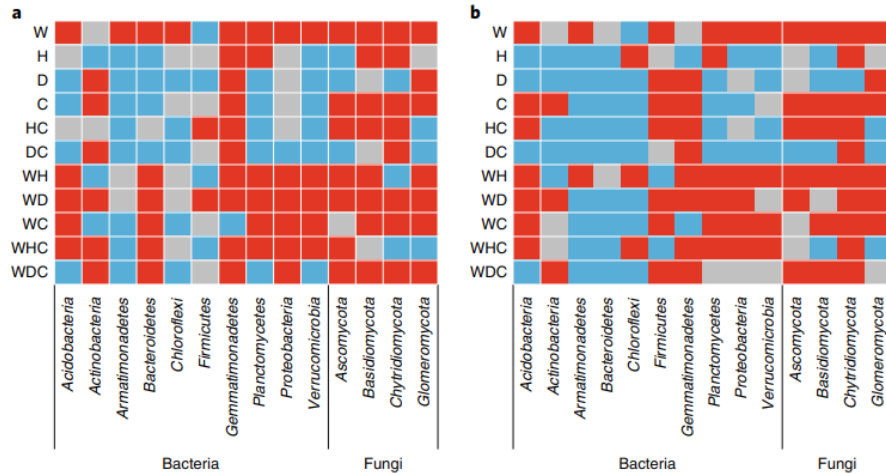 a
W
H
D
C
HC
DC
WH
WD
WC
WHC
WDC
Acidobacteria
Actinobacteria
Armatimonadetes
Bacteroidetes
Chloroflexi
Firmicutes
Gemmatimonadetes
Planctomycetes
Proteobacteria
Verrucomicrobia
Ascomycota
Basidiomycota
Chytridiomycota
Glomeromycota
Bacteria
Fungi
b
W
H
D
C
HC
DC
WH
WD
WC
WHC
WDC
Acidobacteria
Actinobacteria
Armatimonadetes
Bacteroidetes
Chloroflexi
Firmicutes
Gemmatimonadetes
Planctomycetes
Proteobacteria
Verrucomicrobia
Ascomycota
Basidiomycota
Chytridiomycota
Glomeromycota
Bacteria
Fungi